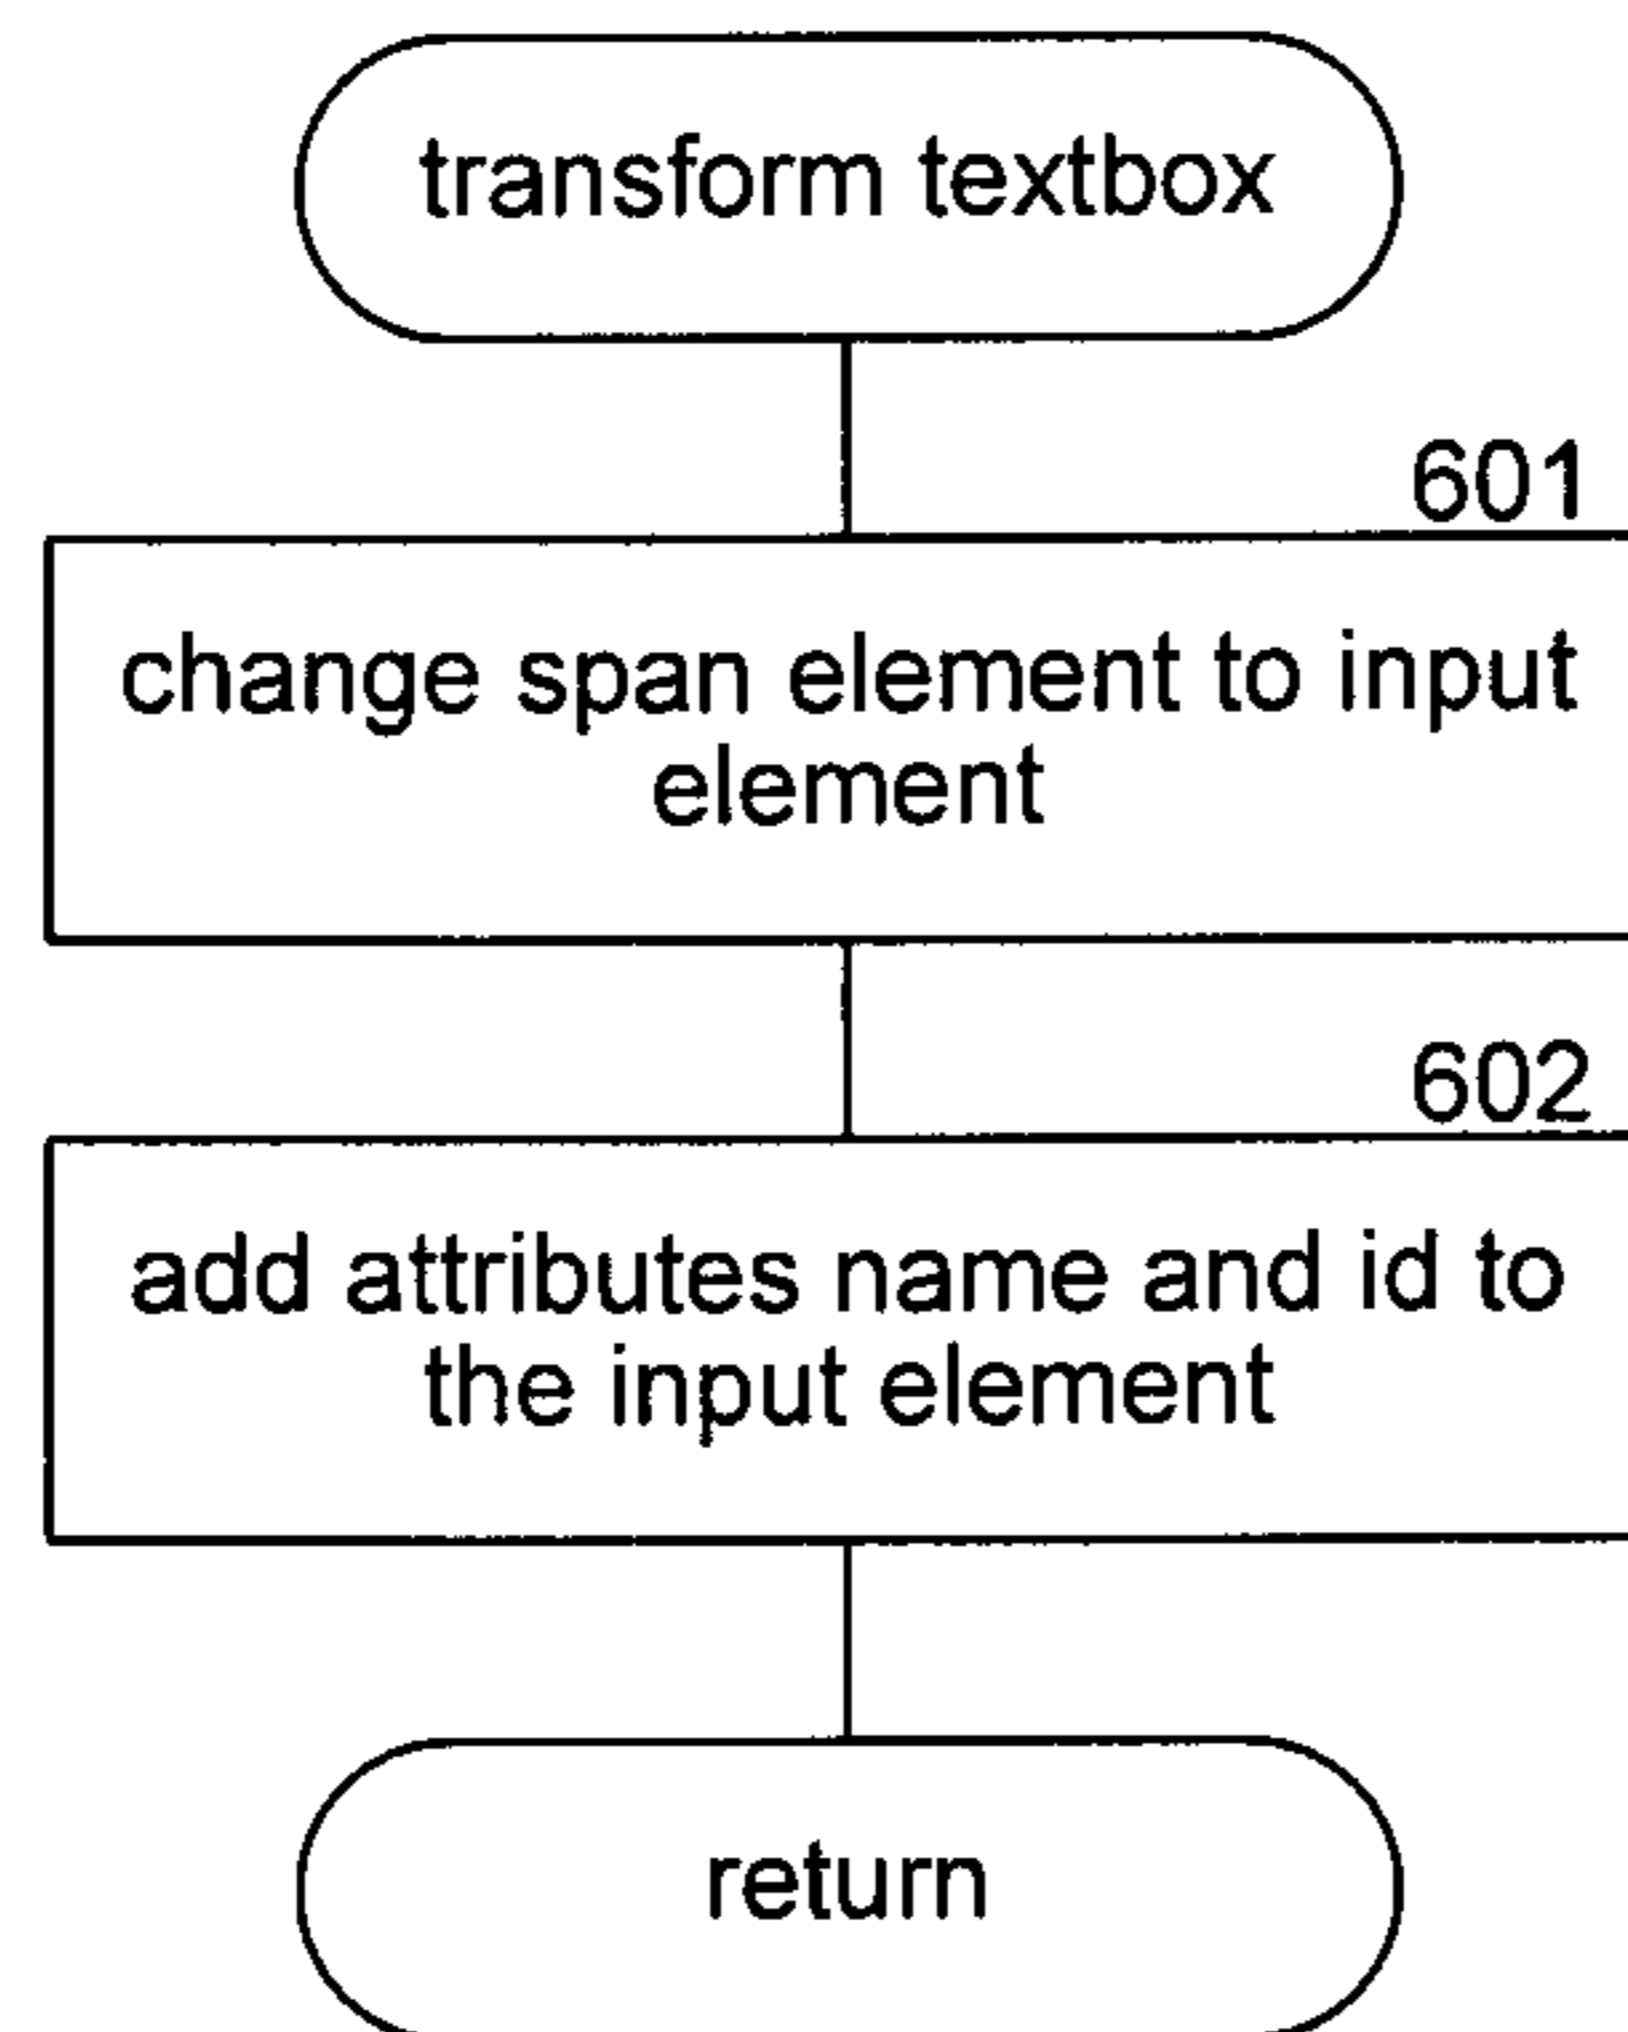 transform textbox
601
change span element to input
element
602
add attributes name and id to
the input element
return